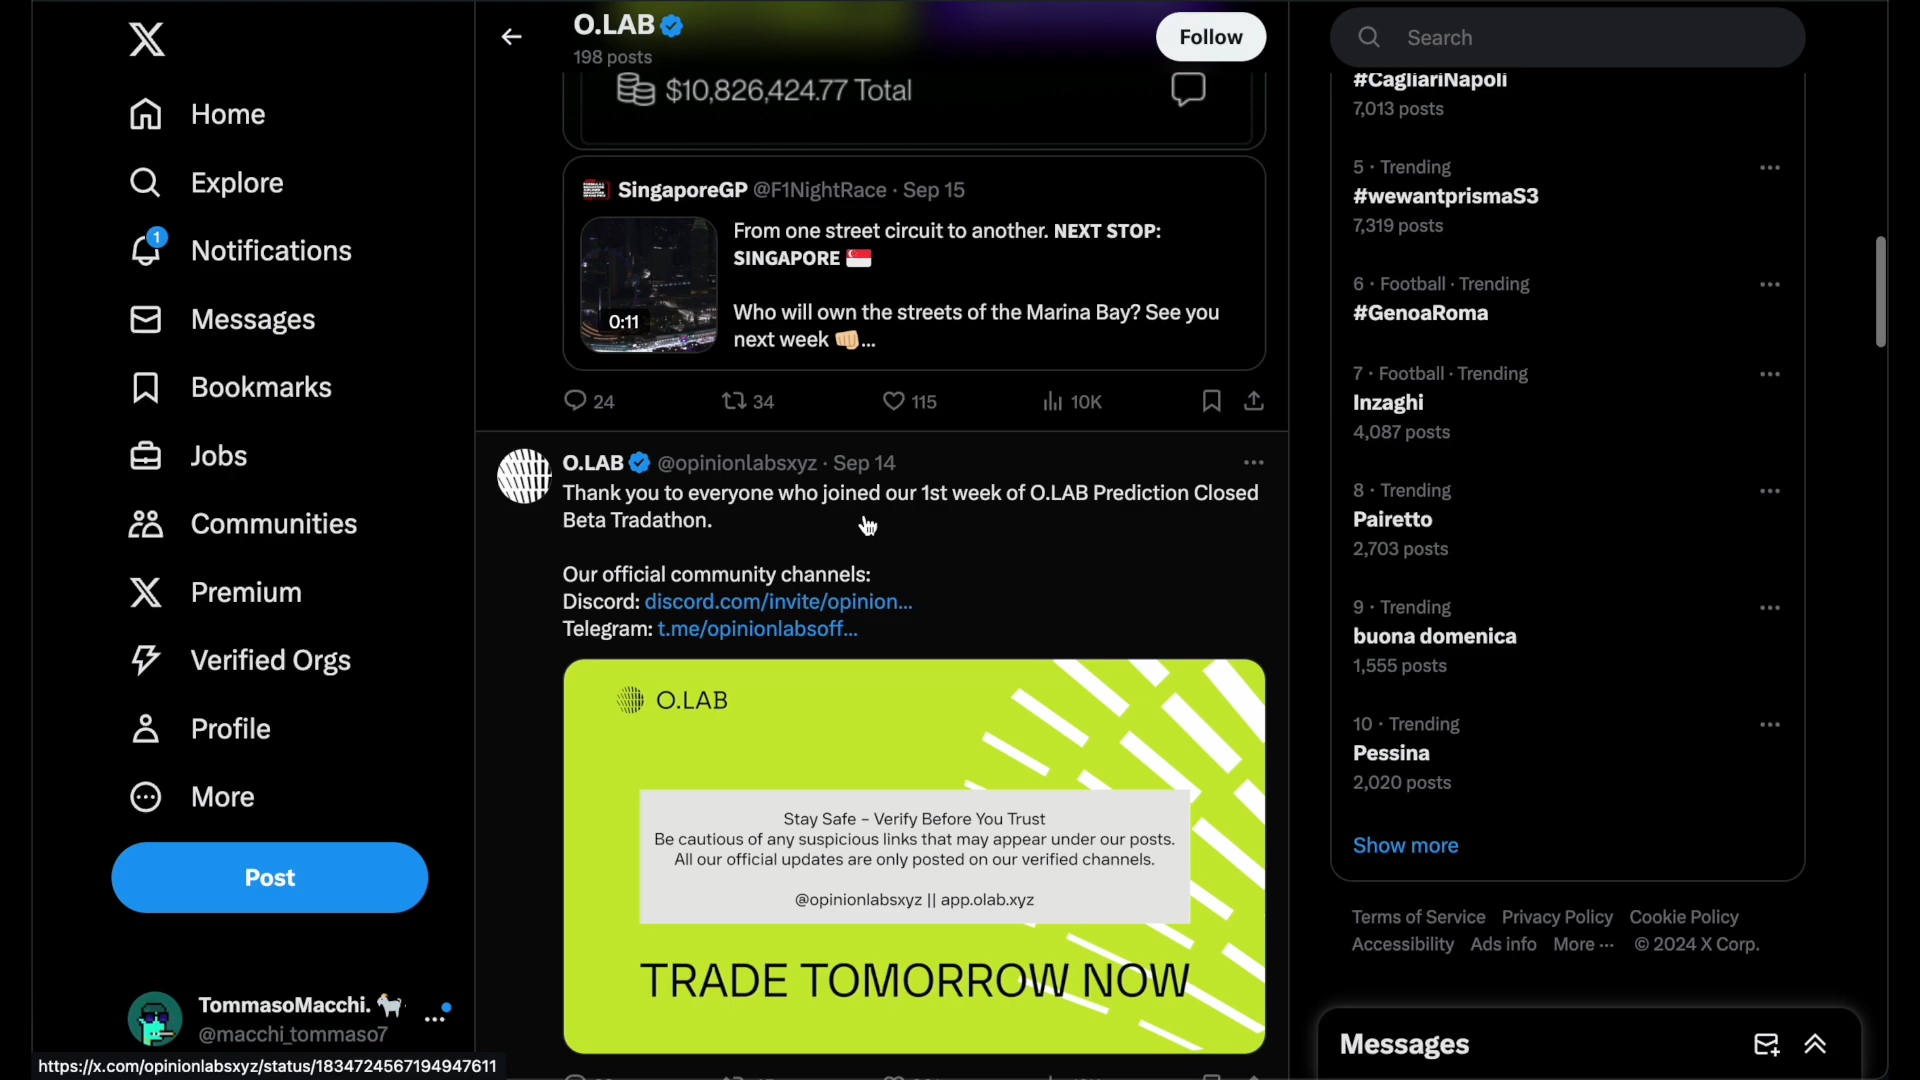 Home
Explore
1
Notifications
Messages
Bookmarks
Jobs
Communities
Premium
Verified Orgs
Profile
More
Post
TommasoMacchi.
@macchi_tommaso7
https://x.com/opinionlabsxyz/status/1834724567194947611
O.LAB
198 posts
Follow
$10,826,424.77 Total
SingaporeGP @F1NightRace · Sep 15
0:11
From one street circuit to another. NEXT STOP:
SINGAPORE 🇸🇬
Who will own the streets of the Marina Bay? See you
next week 👊🏼...
24
34
115
10K
O.LAB @opinionlabsxyz · Sep 14
Thank you to everyone who joined our 1st week of O.LAB Prediction Closed
Beta Tradathon.
Our official community channels:
Discord: discord.com/invite/opinion...
Telegram: t.me/opinionlabsoff...
O.LAB
Stay Safe – Verify Before You Trust
Be cautious of any suspicious links that may appear under our posts.
All our official updates are only posted on our verified channels.
@opinionlabsxyz || app.olab.xyz
TRADE TOMORROW NOW
Search
#CagliariNapoli
7,013 posts
5 · Trending
#wewantprismaS3
7,319 posts
6 · Football · Trending
#GenoaRoma
7 · Football · Trending
Inzaghi
4,087 posts
8 · Trending
Pairetto
2,703 posts
9 · Trending
buona domenica
1,555 posts
10 · Trending
Pessina
2,020 posts
Show more
Terms of Service Privacy Policy Cookie Policy
Accessibility Ads info More ··· © 2024 X Corp.
Messages